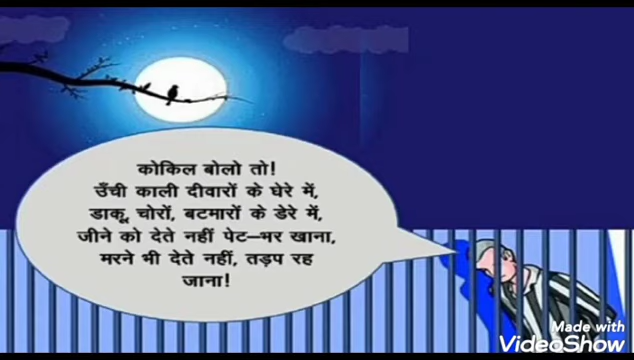 कोकिल बोलो तो!
उँची काली दीवारों के घेरे में,
डाकू, चोरों, बटमारों के डेरे में,
जीने को देते नहीं पेट–भर खाना,
मरने भी देते नहीं, तड़प रह
जाना!
Made with
VideoShow